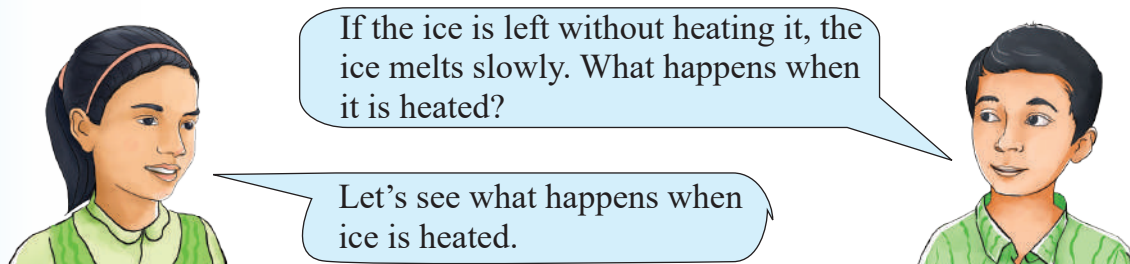 If the ice is left without heating it, the
ice melts slowly. What happens when
it is heated?
Let’s see what happens when
ice is heated.